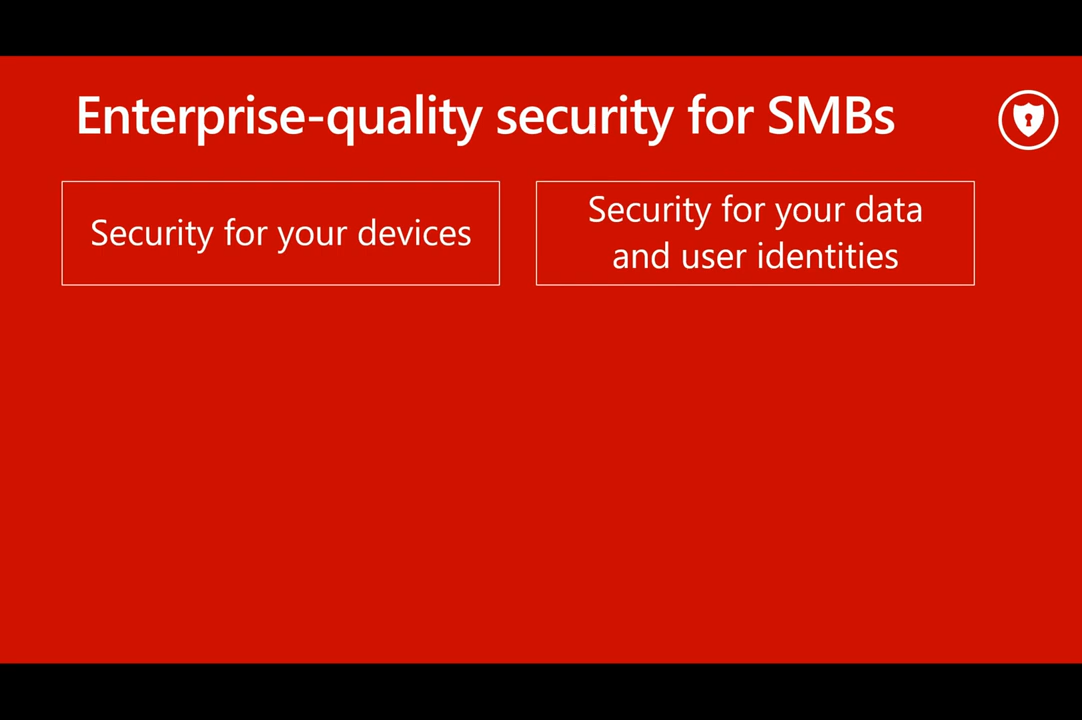 Enterprise-quality security for SMBs
Security for your devices
Security for your data
and user identities